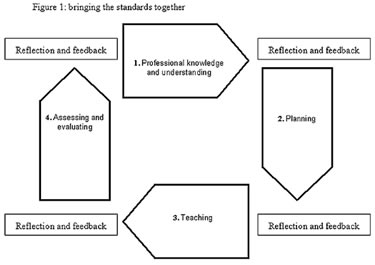 Figure 1: bringing the standards together
Reflection and feedback
1. Professional knowledge
and understanding
Reflection and feedback
4. Assessing and
evaluating
2. Planning
Reflection and feedback
3. Teaching
Reflection and feedback